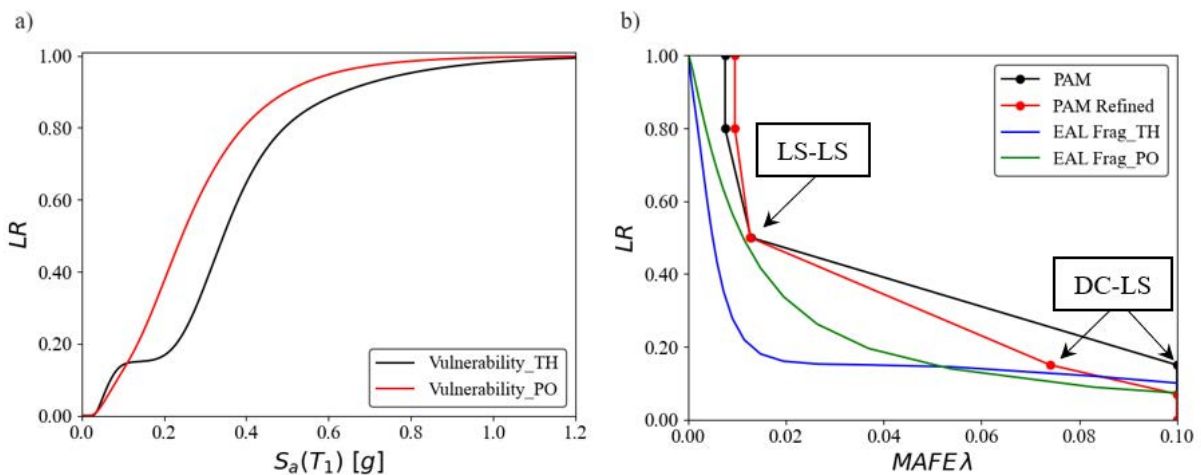 a)
1.00
0.80
0.60
0.40
0.20
0.00
LR
0.0 0.2 0.4 0.6 0.8 1.0 1.2
Sa(T1) [g]
Vulnerability_TH
Vulnerability_PO
b)
1.00
0.80
0.60
0.40
0.20
0.00
LR
0.00 0.02 0.04 0.06 0.08 0.10
MAFE λ
PAM
PAM Refined
EAL Frag_TH
EAL Frag_PO
LS-LS
DC-LS